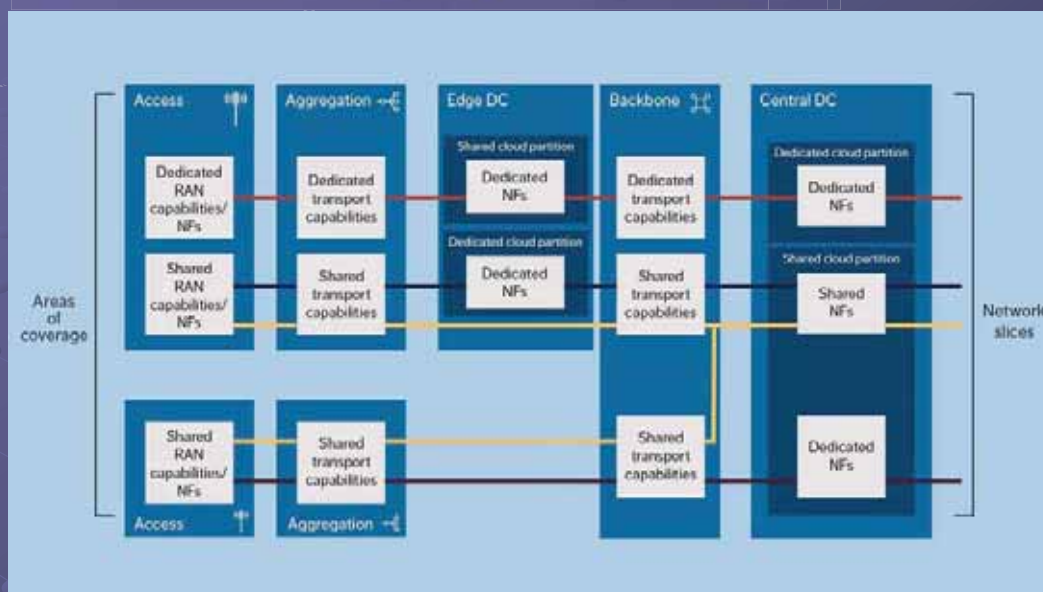 Access
Aggregation
Edge DC
Backbone
Central DC
Shared cloud partition
Dedicated cloud partition
Dedicated
RAN
capabilities/
NFs
Dedicated
transport
capabilities
Dedicated
NFs
Dedicated
transport
capabilities
Dedicated
NFs
Dedicated cloud partition
Shared cloud partition
Shared
RAN
capabilities/
NFs
Shared
transport
capabilities
Dedicated
NFs
Shared
transport
capabilities
Shared
NFs
Areas
of
coverage
Network
slices
Shared
RAN
capabilities/
NFs
Shared
transport
capabilities
Shared
transport
capabilities
Dedicated
NFs
Access
Aggregation